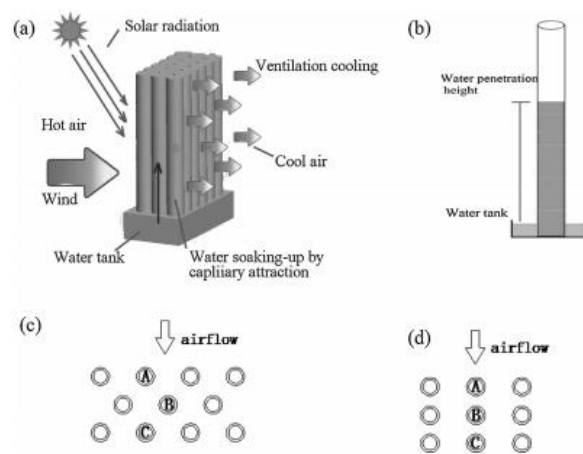 (a)
Solar radiation
Ventilation cooling
Hot air
Cool air
Wind
Water tank
Water soaking-up by
capliiary attraction
(b)
Water penetration
height
Water tank
(c)
airflow
A
B
C
(d)
airflow
A
B
C